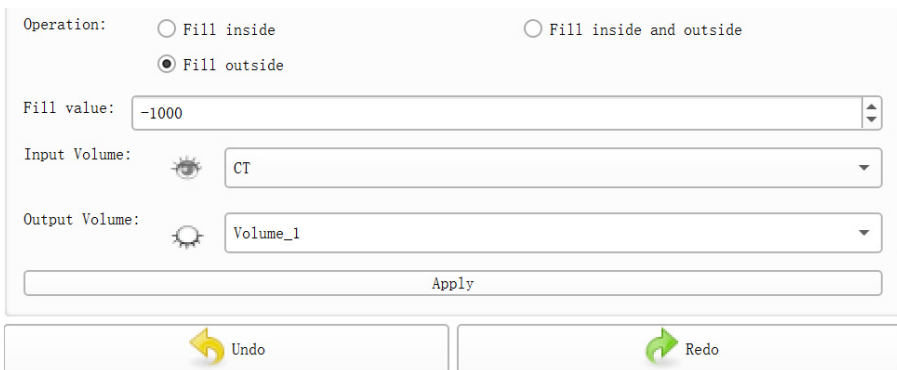 Operation: Fill inside Fill inside and outside
Fill outside
Fill value: -1000
Input Volume: CT
Output Volume: Volume_1
Apply
Undo Redo